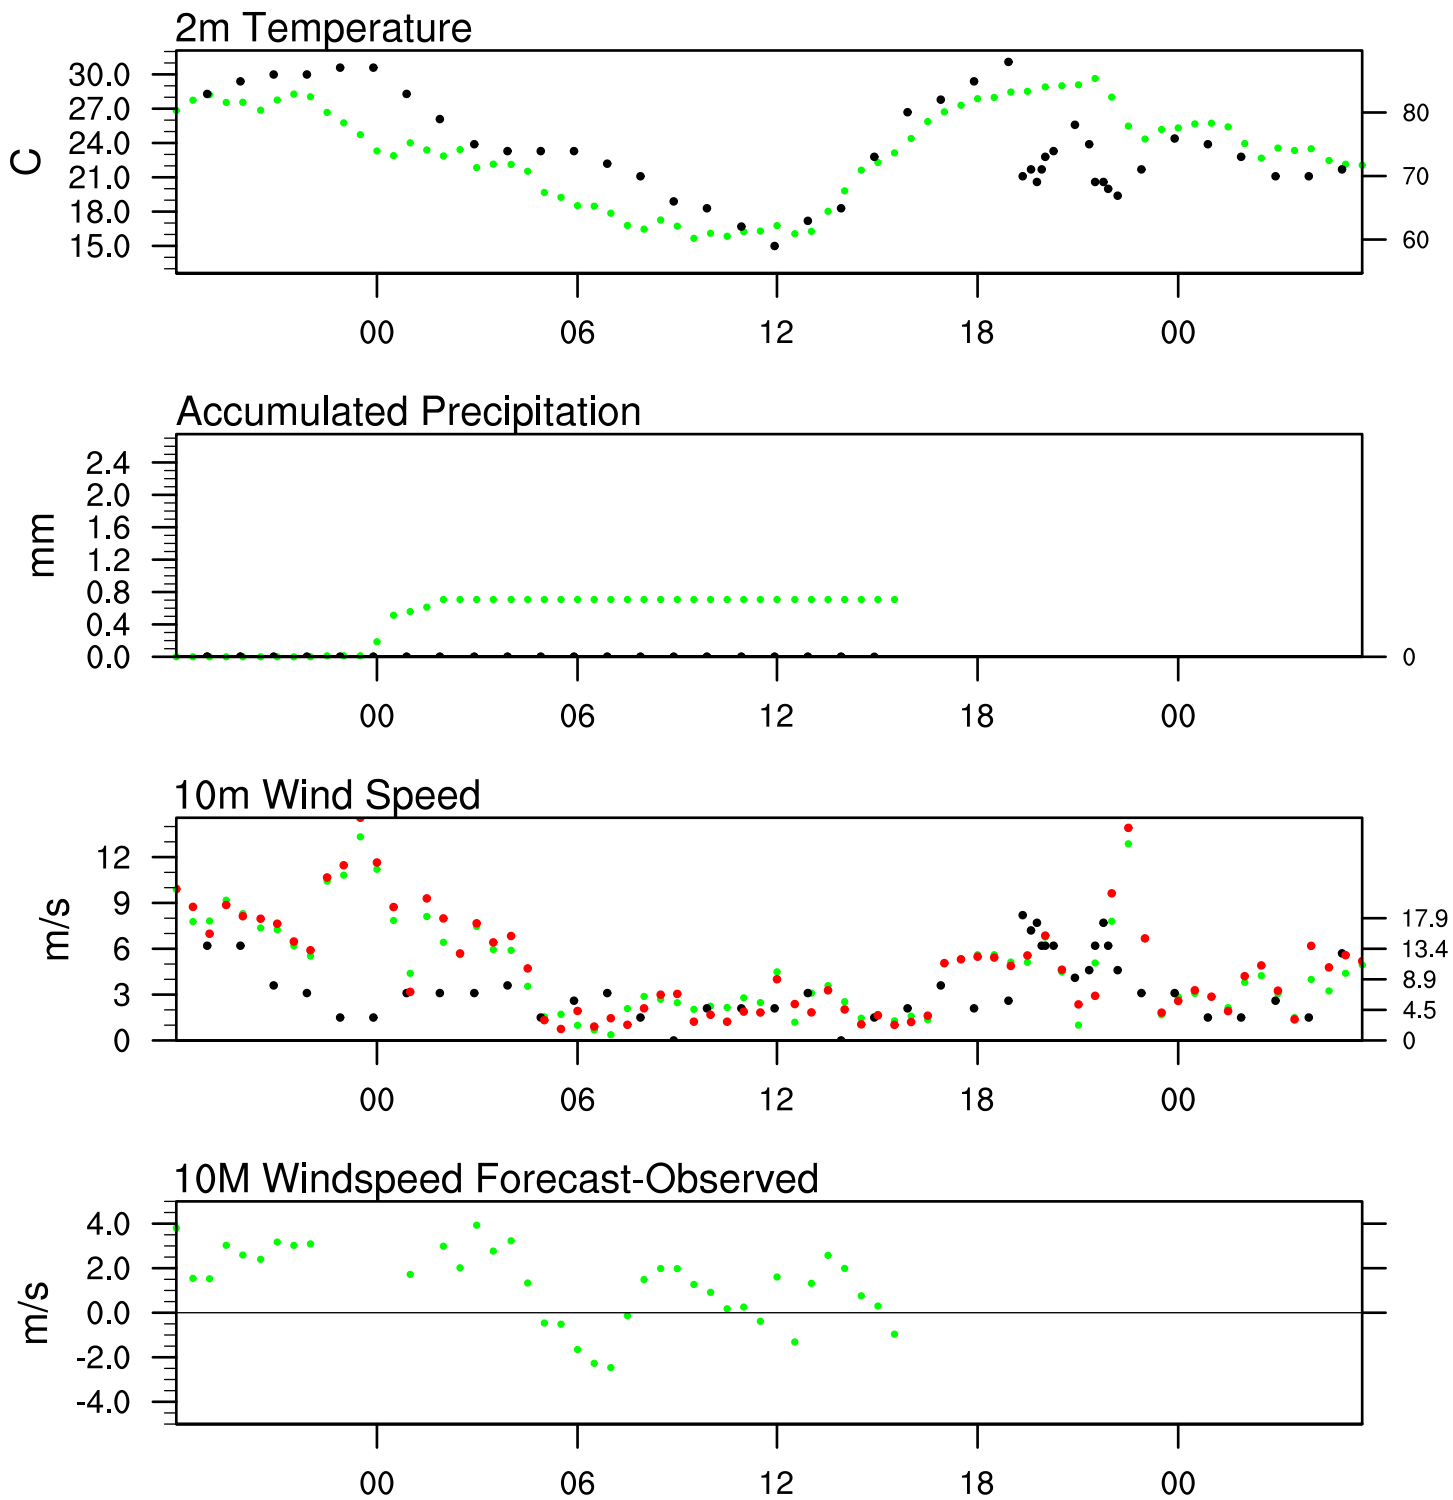 2m Temperature
30.0
27.0
24.0
21.0
18.0
15.0
C
80
70
60
00 06 12 18 00
Accumulated Precipitation
2.4
2.0
1.6
1.2
0.8
0.4
0.0
mm
0
00 06 12 18 00
10m Wind Speed
12
9
6
3
0
m/s
17.9
13.4
8.9
4.5
0
00 06 12 18 00
10M Windspeed Forecast-Observed
4.0
2.0
0.0
-2.0
-4.0
m/s
00 06 12 18 00